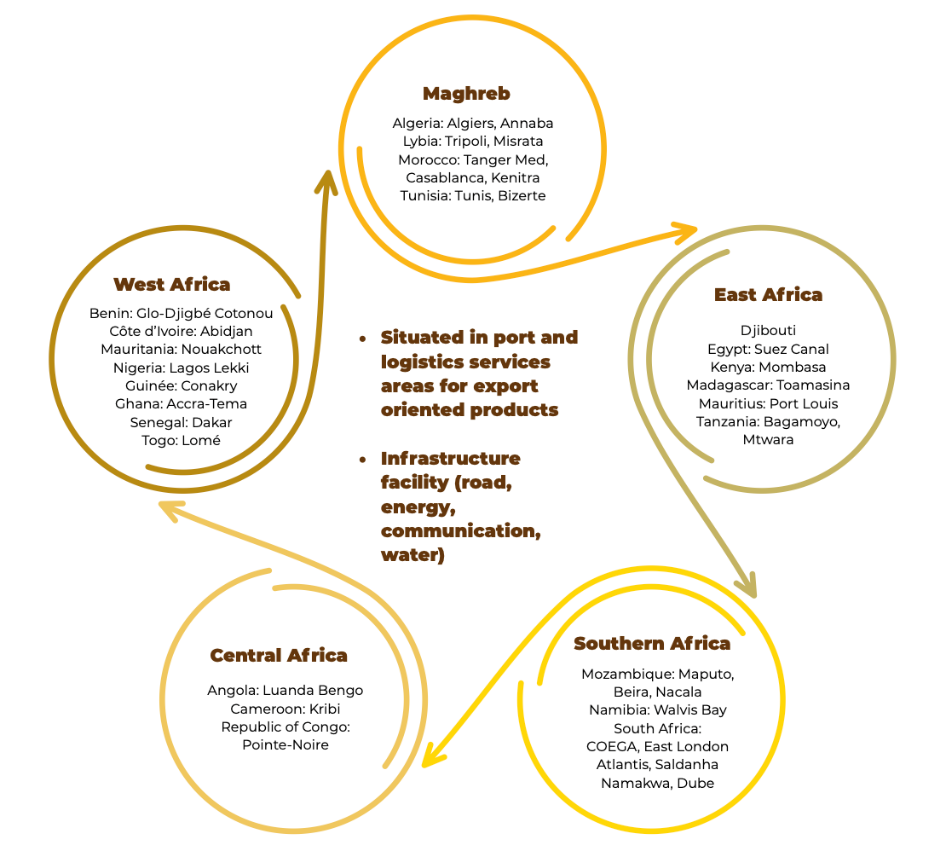 Maghreb
Algeria: Algiers, Annaba
Lybia: Tripoli, Misrata
Morocco: Tanger Med,
Casablanca, Kenitra
Tunisia: Tunis, Bizerte
West Africa
Benin: Glo-Djigbé Cotonou
Côte d'Ivoire: Abidjan
Mauritania: Nouakchott
Nigeria: Lagos Lekki
Guinée: Conakry
Ghana: Accra-Tema
Senegal: Dakar
Togo: Lomé
• Situated in port and
logistics services
areas for export
oriented products
• Infrastructure
facility (road,
energy,
communication,
water)
East Africa
Djibouti
Egypt: Suez Canal
Kenya: Mombasa
Madagascar: Toamasina
Mauritius: Port Louis
Tanzania: Bagamoyo,
Mtwara
Central Africa
Angola: Luanda Bengo
Cameroon: Kribi
Republic of Congo:
Pointe-Noire
Southern Africa
Mozambique: Maputo,
Beira, Nacala
Namibia: Walvis Bay
South Africa:
COEGA, East London
Atlantis, Saldanha
Namakwa, Dube